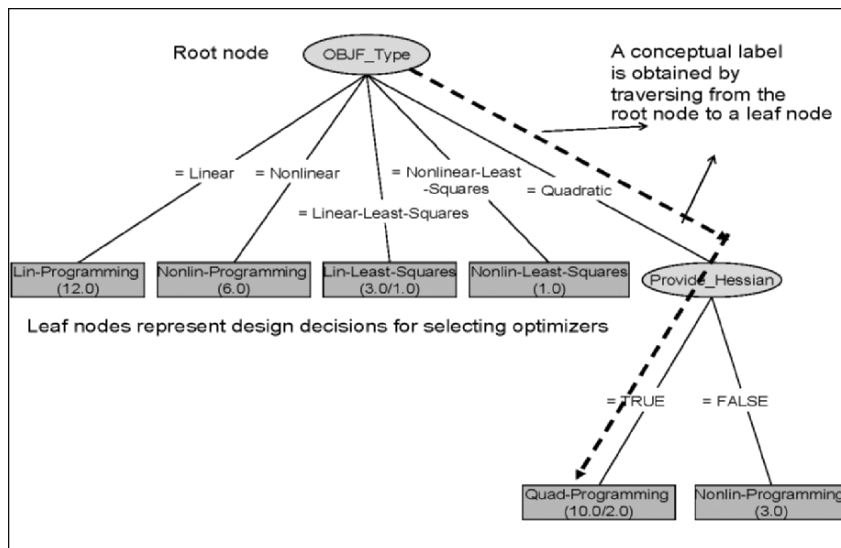 Root node
OBJF_Type
A conceptual label
is obtained by
traversing from the
root node to a leaf node
= Linear
= Nonlinear
= Linear-Least-Squares
= Nonlinear-Least
-Squares
= Quadratic
Lin-Programming
(12.0)
Nonlin-Programming
(6.0)
Lin-Least-Squares
(3.0/1.0)
Nonlin-Least-Squares
(1.0)
Provide_Hessian
Leaf nodes represent design decisions for selecting optimizers
= TRUE
= FALSE
Quad-Programming
(10.0/2.0)
Nonlin-Programming
(3.0)